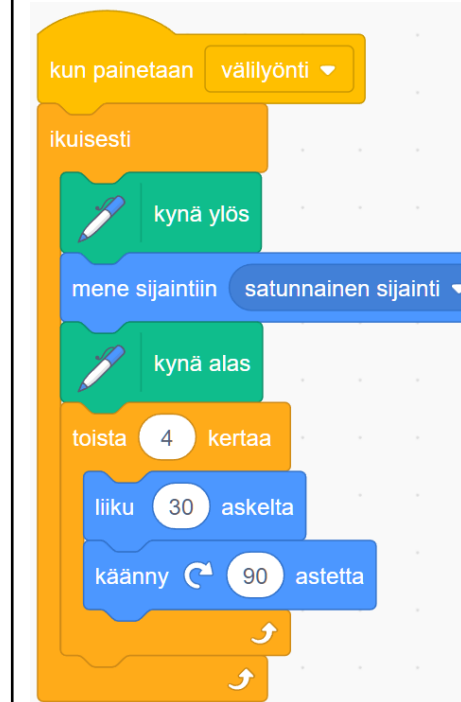 kun painetaan välilyönti
ikuisesti
kynä ylös
mene sijaintiin satunnainen sijainti
kynä alas
toista 4 kertaa
liiku 30 askelta
käänny 90 astetta